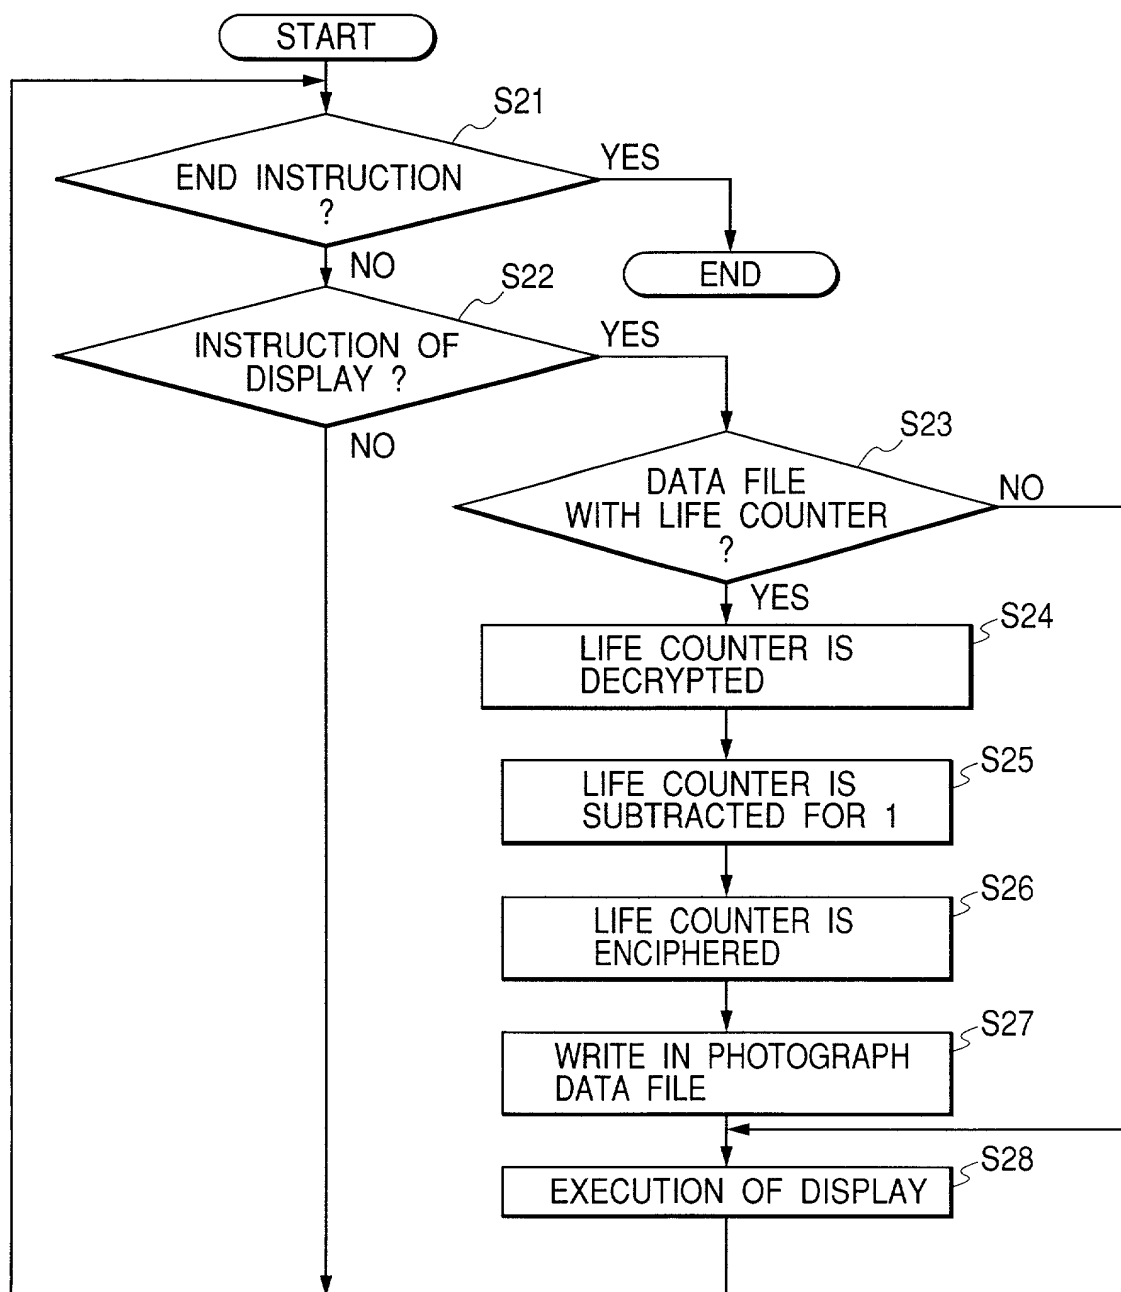 START
S21
END INSTRUCTION
?
YES
END
NO
S22
INSTRUCTION OF
DISPLAY ?
YES
NO
S23
DATA FILE
WITH LIFE COUNTER
?
NO
YES
S24
LIFE COUNTER IS
DECRYPTED
S25
LIFE COUNTER IS
SUBTRACTED FOR 1
S26
LIFE COUNTER IS
ENCIPHERED
S27
WRITE IN PHOTOGRAPH
DATA FILE
S28
EXECUTION OF DISPLAY